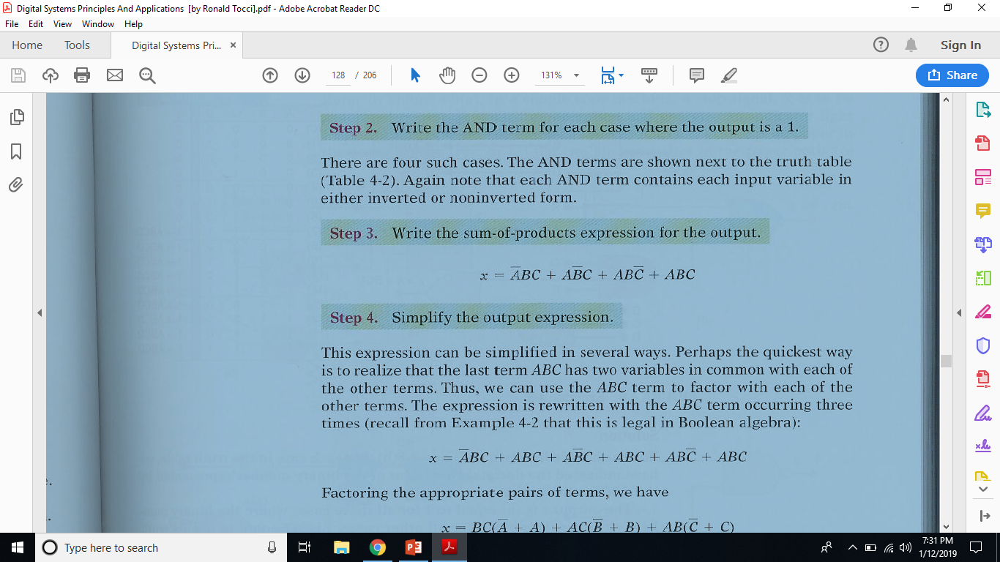 Digital Systems Principles And Applications [by Ronald Tocci].pdf - Adobe Acrobat Reader DC
File Edit View Window Help
Home Tools Digital Systems Pri... × Sign In
128 / 206 131% Share
Step 2. Write the AND term for each case where the output is a 1.
There are four such cases. The AND terms are shown next to the truth table
(Table 4-2). Again note that each AND term contains each input variable in
either inverted or noninverted form.
Step 3. Write the sum-of-products expression for the output.
x = A̅BC + AB̅C + ABC̅ + ABC
Step 4. Simplify the output expression.
This expression can be simplified in several ways. Perhaps the quickest way
is to realize that the last term ABC has two variables in common with each of
the other terms. Thus, we can use the ABC term to factor with each of the
other terms. The expression is rewritten with the ABC term occurring three
times (recall from Example 4-2 that this is legal in Boolean algebra):
x = A̅BC + ABC + AB̅C + ABC + ABC̅ + ABC
Factoring the appropriate pairs of terms, we have
x = BC(A̅ + A) + AC(B̅ + B) + AB(C̅ + C)
Type here to search
7:31 PM
1/12/2019